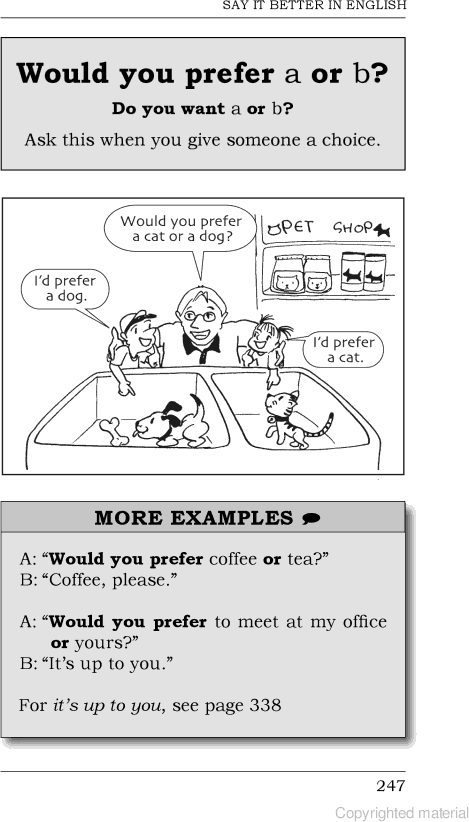 SAY IT BETTER IN ENGLISH
Would you prefer a or b?
Do you want a or b?
Ask this when you give someone a choice.
Would you prefer
a cat or a dog?
PET SHOP
I'd prefer
a dog.
I'd prefer
a cat.
MORE EXAMPLES
A: “Would you prefer coffee or tea?”
B: “Coffee, please.”
A: “Would you prefer to meet at my office
or yours?”
B: “It's up to you.”
For it's up to you, see page 338
247
Copyrighted material